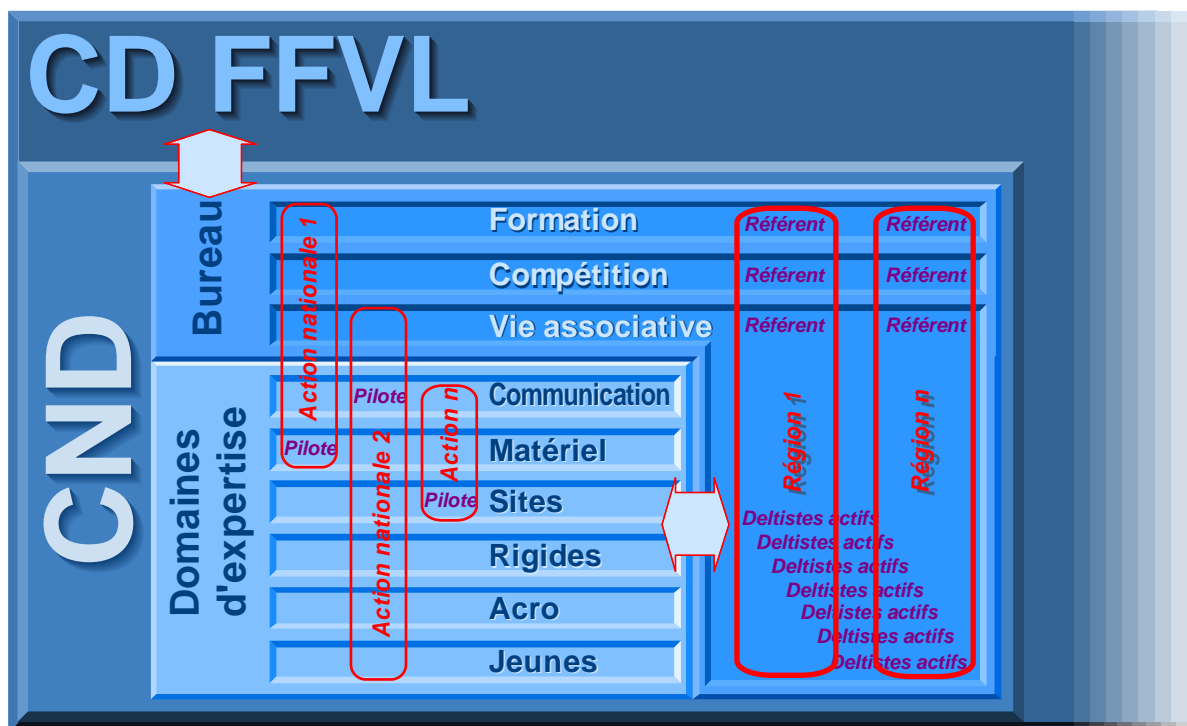 CD FFVL
CND
Bureau
Formation
Compétition
Vie associative
Domaines
d'expertise
Communication
Matériel
Sites
Rigides
Acro
Jeunes
Action nationale 1
Pilote
Action nationale 2
Pilote
Action n
Pilote
Référent
Référent
Référent
Région 1
Référent
Référent
Référent
Région n
Deltistes actifs
Deltistes actifs
Deltistes actifs
Deltistes actifs
Deltistes actifs
Deltistes actifs
Deltistes actifs